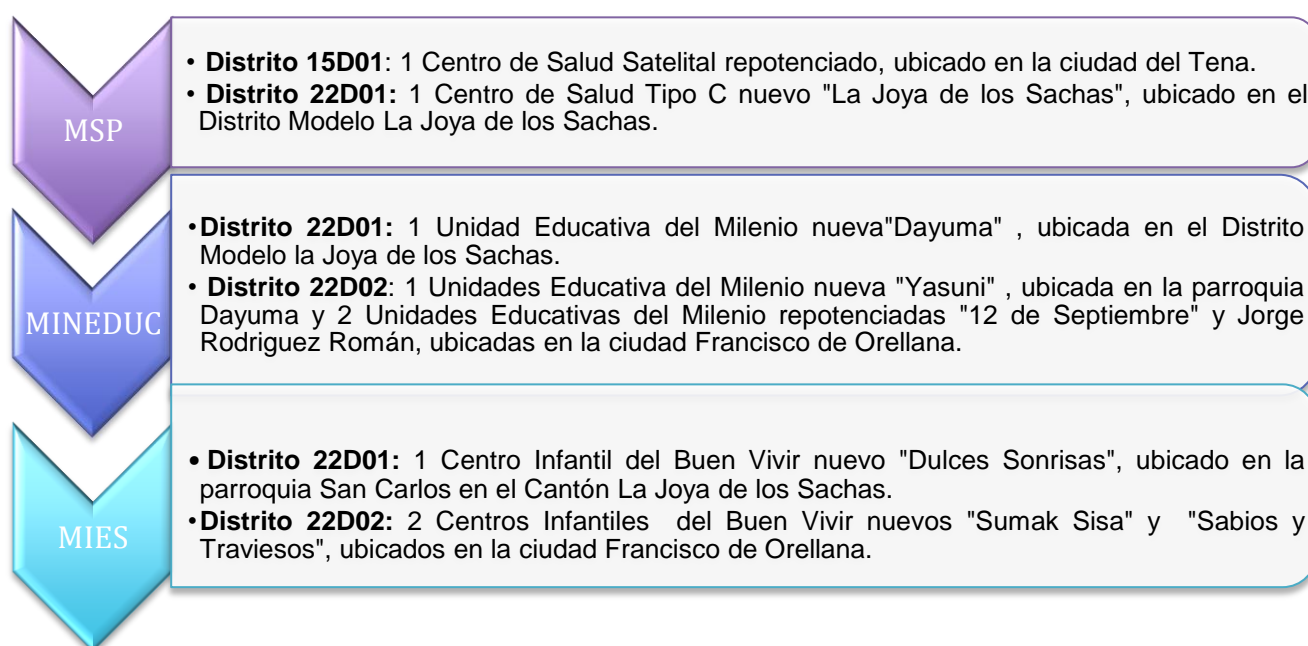 MSP
• Distrito 15D01: 1 Centro de Salud Satelital repotenciado, ubicado en la ciudad del Tena.
• Distrito 22D01: 1 Centro de Salud Tipo C nuevo "La Joya de los Sachas", ubicado en el
Distrito Modelo La Joya de los Sachas.
MINEDUC
•Distrito 22D01: 1 Unidad Educativa del Milenio nueva"Dayuma" , ubicada en el Distrito
Modelo la Joya de los Sachas.
• Distrito 22D02: 1 Unidades Educativa del Milenio nueva "Yasuni" , ubicada en la parroquia
Dayuma y 2 Unidades Educativas del Milenio repotenciadas "12 de Septiembre" y Jorge
Rodriguez Román, ubicadas en la ciudad Francisco de Orellana.
MIES
• Distrito 22D01: 1 Centro Infantil del Buen Vivir nuevo "Dulces Sonrisas", ubicado en la
parroquia San Carlos en el Cantón La Joya de los Sachas.
•Distrito 22D02: 2 Centros Infantiles del Buen Vivir nuevos "Sumak Sisa" y "Sabios y
Traviesos", ubicados en la ciudad Francisco de Orellana.